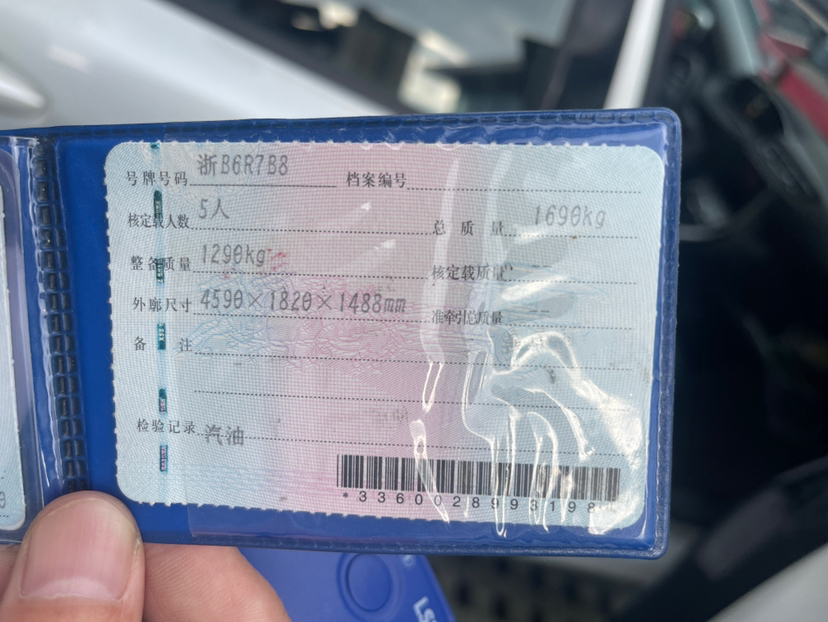 号牌号码 浙B6R7B8 档案编号
核定载人数 5人 总质量 1690kg
整备质量 1290kg 核定载质量 --
外廓尺寸 4590×1820×1488mm 准牵引总质量 --
备注
检验记录 汽油
*3360028993198*